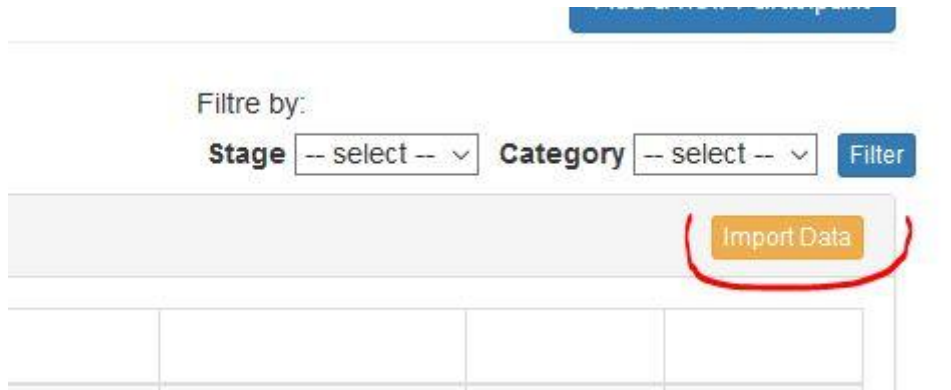 Filtre by:
Stage -- select -- Category -- select -- Filter
Import Data